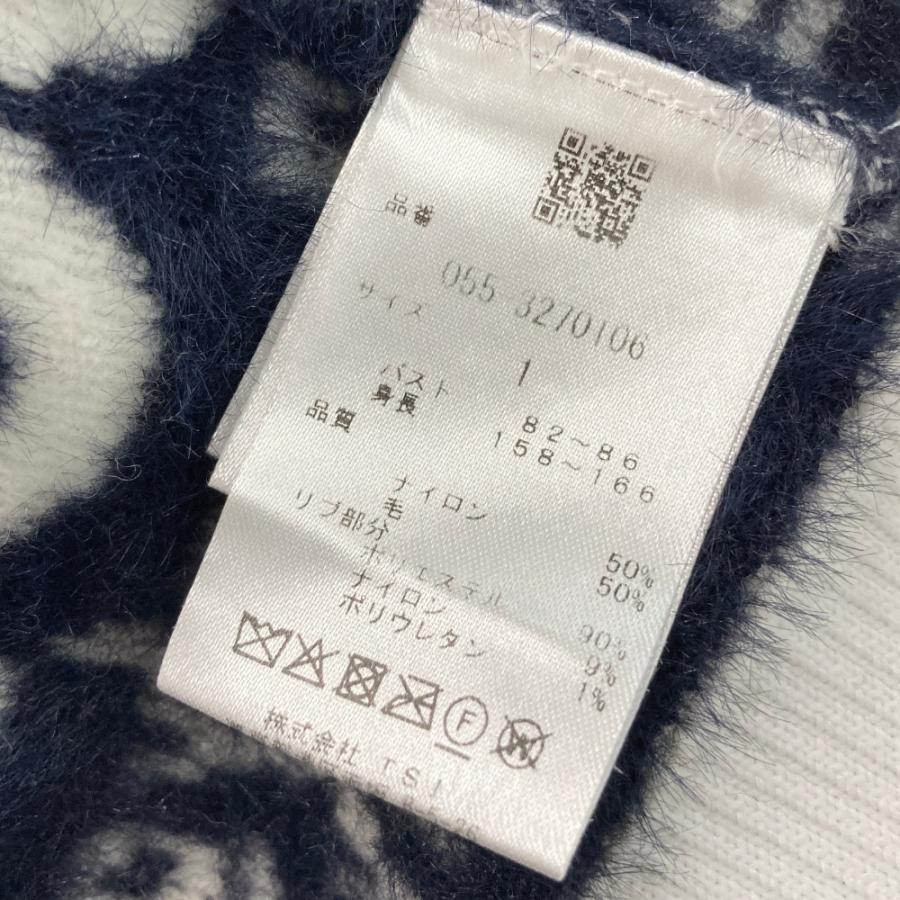 品番
055 3270106
サイズ
1
バスト 82～86
身長 158～166
品質
ナイロン 50%
毛 50%
リブ部分
ポリエステル 90%
ナイロン 9%
ポリウレタン 1%
F
W
株式会社 TSI